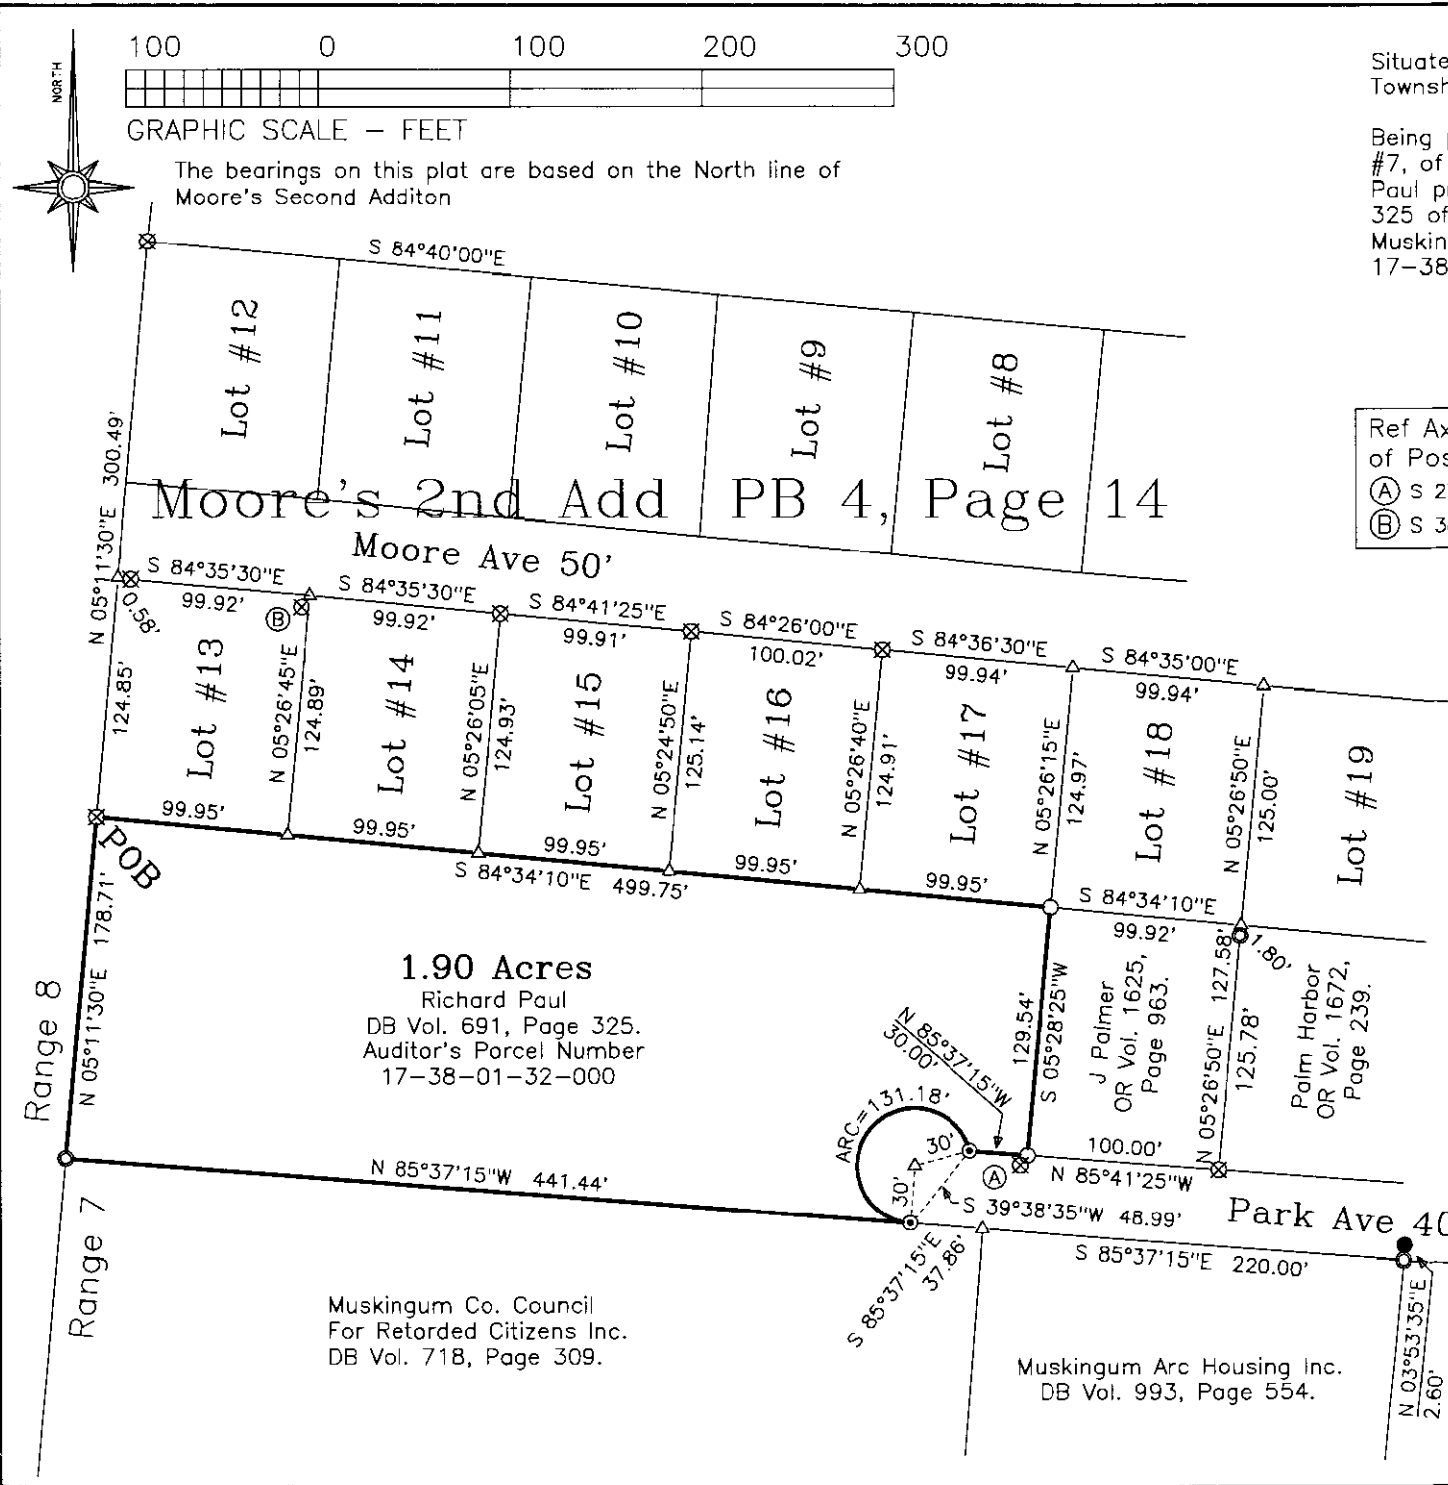 100 0 100 200 300
NORTH
GRAPHIC SCALE – FEET
The bearings on this plat are based on the North line of
Moore's Second Additon
Situate
Townsh
Being
#7, of
Paul pr
325 of
Muskin
17–38
S 84°40'00"E
Lot #12
Lot #11
Lot #10
Lot #9
Lot #8
N 05°11'30"E 300.49'
Moore's 2nd Add PB 4, Page 14
Ref Ax
of Pos
Ⓐ S 2
Ⓑ S 3
Moore Ave 50'
S 84°35'30"E
99.92'
0.58'
Ⓑ
S 84°35'30"E
99.92'
S 84°41'25"E
99.91'
S 84°26'00"E
100.02'
S 84°36'30"E
99.94'
S 84°35'00"E
99.94'
124.85'
Lot #13
N 05°26'45"E
124.89'
Lot #14
N 05°26'05"E
124.93'
Lot #15
N 05°24'50"E
125.14'
Lot #16
N 05°26'40"E
124.91'
Lot #17
N 05°26'15"E
124.97'
Lot #18
N 05°26'50"E
125.00'
Lot #19
POB
99.95'
99.95'
99.95'
99.95'
99.95'
S 84°34'10"E 499.75'
S 84°34'10"E
99.92'
1.80'
N 05°11'30"E 178.71'
Range 8
Range 7
1.90 Acres
Richard Paul
DB Vol. 691, Page 325.
Auditor's Porcel Number
17–38–01–32–000
129.54'
S 05°28'25"W
J Palmer
OR Vol. 1625,
Page 963.
N 05°26'50"E 127.58'
125.78'
Palm Harbor
OR Vol. 1672,
Page 239.
N 85°37'15"W
30.00'
ARC=131.18'
30'
30'
Ⓐ
100.00'
N 85°41'25"W
N 85°37'15"W 441.44'
S 39°38'35"W 48.99'
Park Ave 40
S 85°37'15"E
37.86'
S 85°37'15"E 220.00'
N 03°53'35"E
2.60'
Muskingum Co. Council
For Retorded Citizens Inc.
DB Vol. 718, Page 309.
Muskingum Arc Housing Inc.
DB Vol. 993, Page 554.